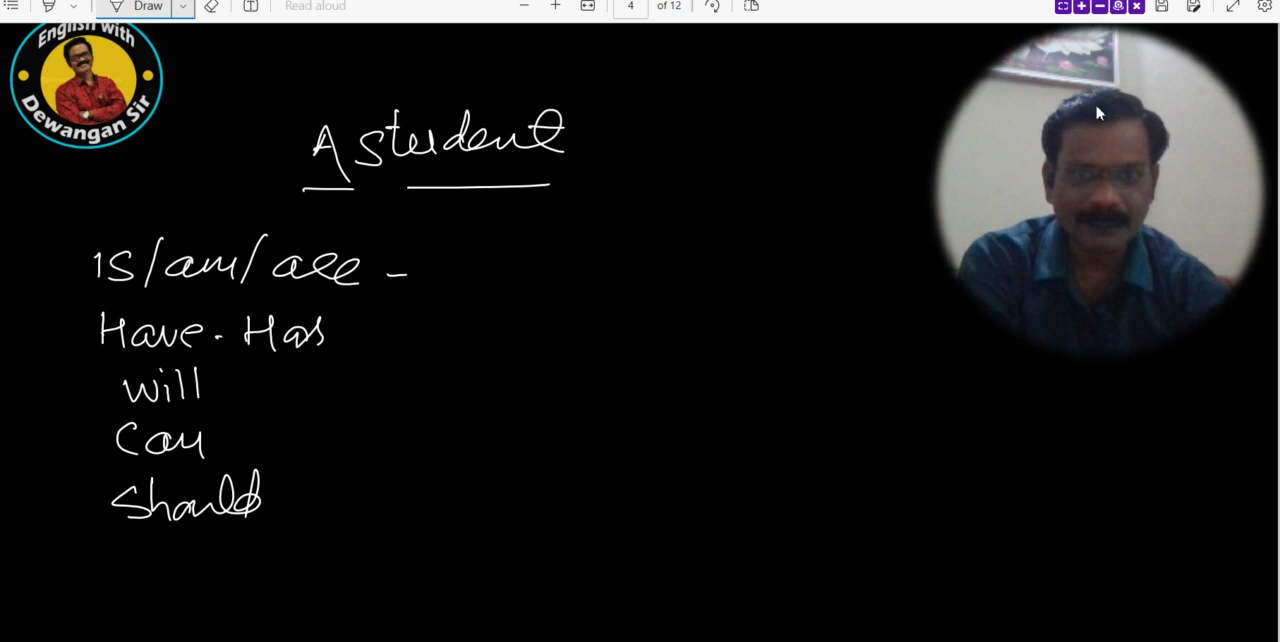 Draw Read aloud 4 of 12
English with
Dewangan Sir
A student
is/am/are -
Have. Has
will
Can
Should